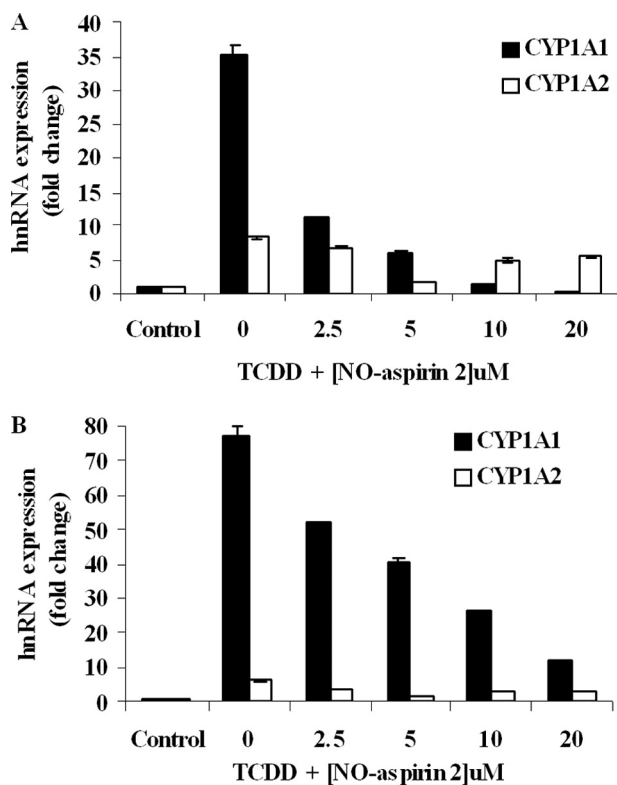 A
40
35
30
25
20
15
10
5
0
hnRNA expression
(fold change)
CYP1A1
CYP1A2
Control 0 2.5 5 10 20
TCDD + [NO-aspirin 2]uM
B
80
70
60
50
40
30
20
10
0
hnRNA expression
(fold change)
CYP1A1
CYP1A2
Control 0 2.5 5 10 20
TCDD + [NO-aspirin 2]uM